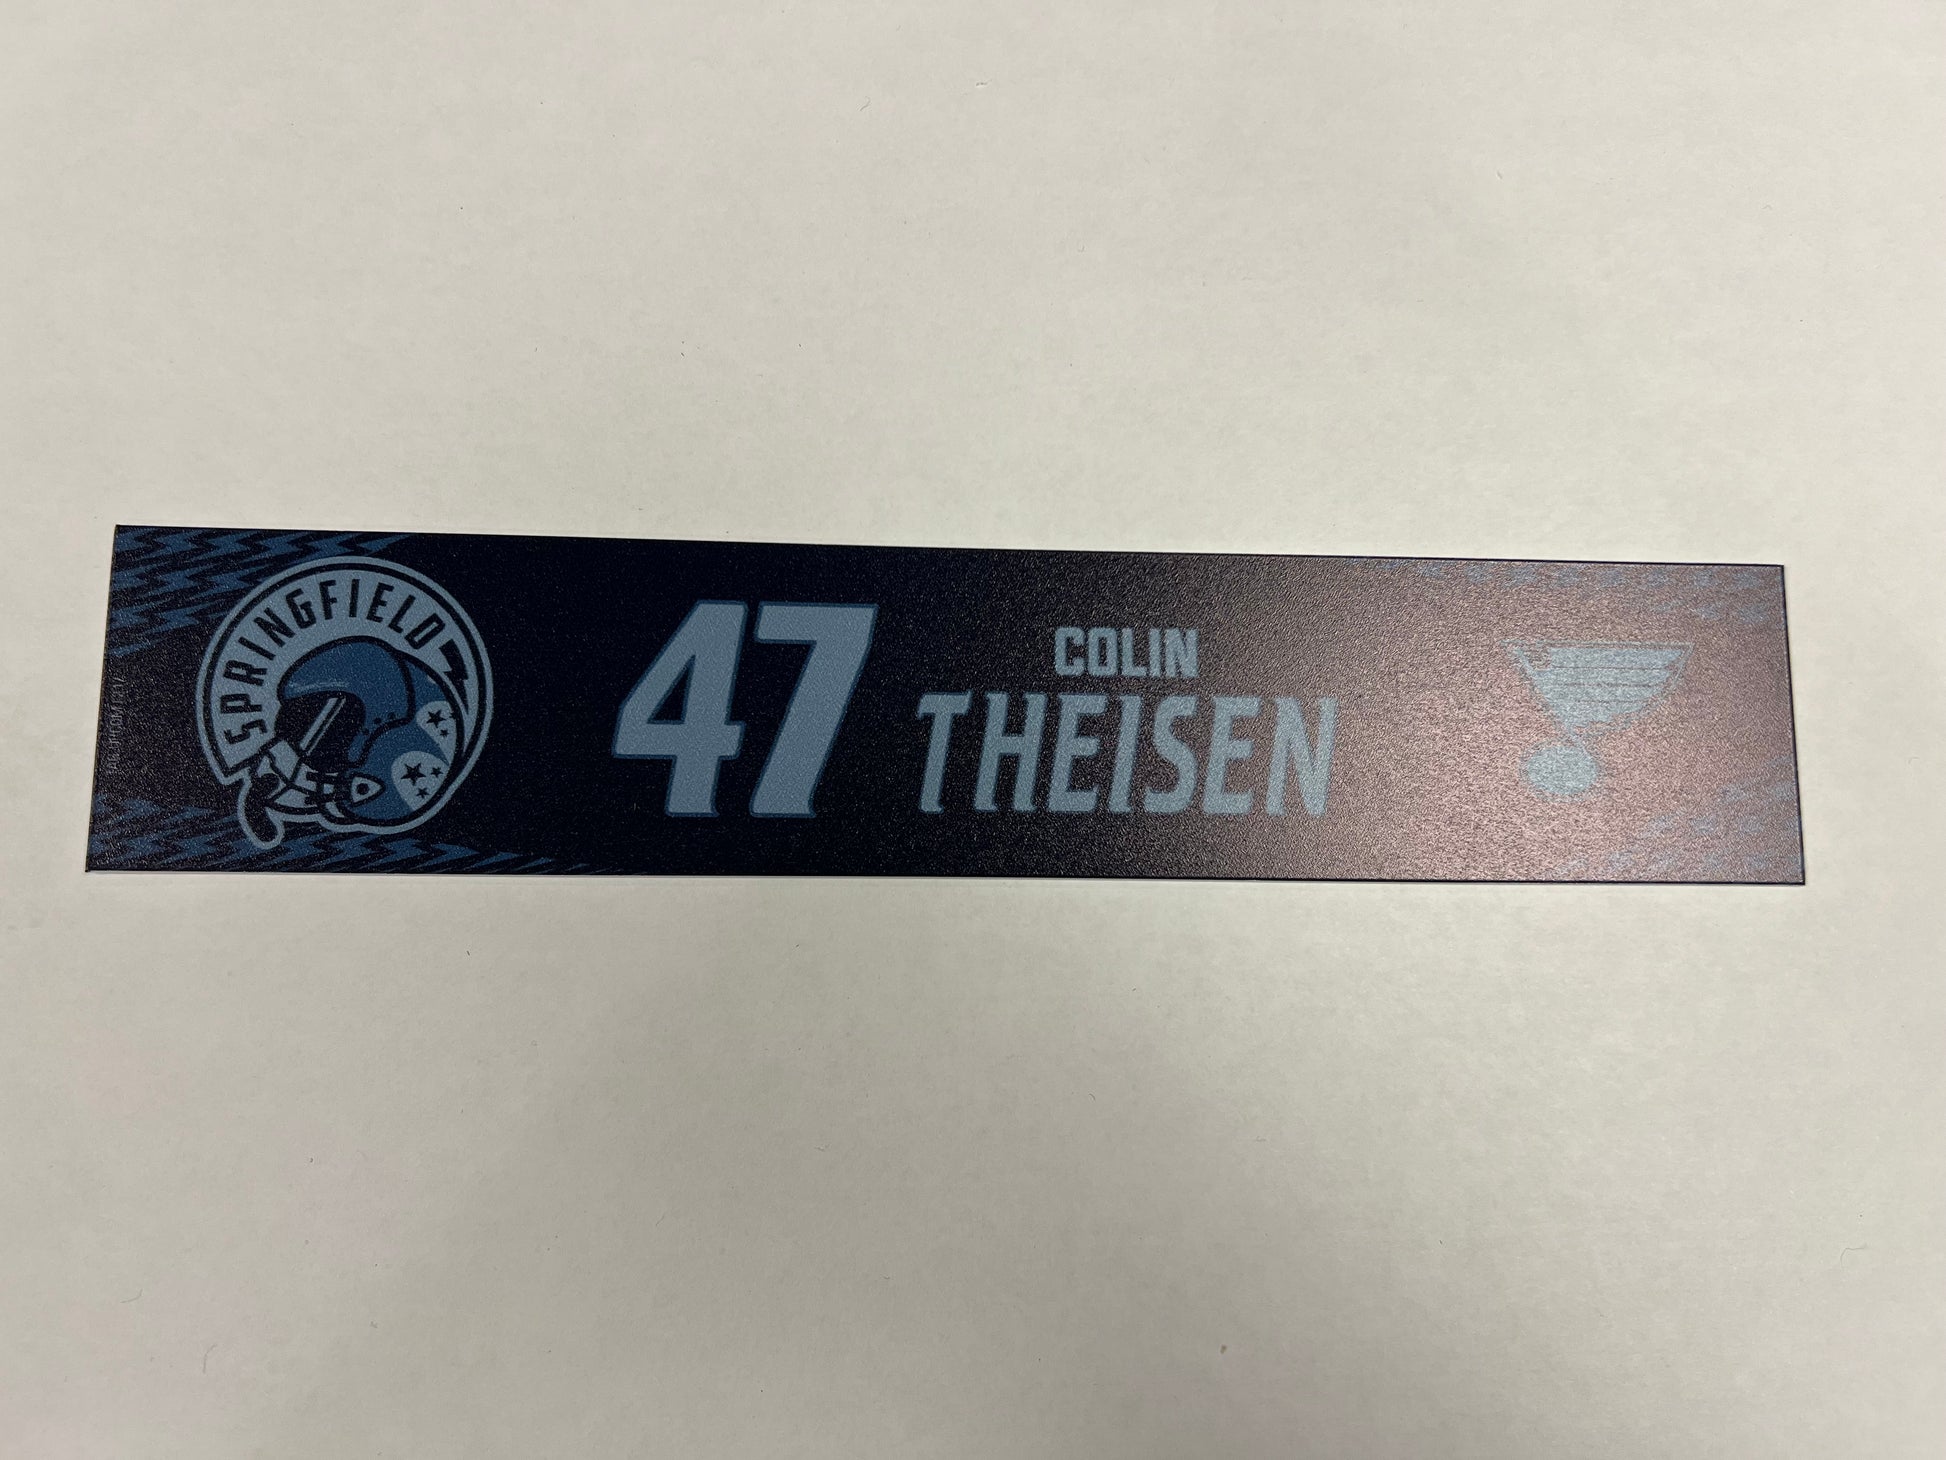 SPRINGFIELD
47
COLIN
THEISEN